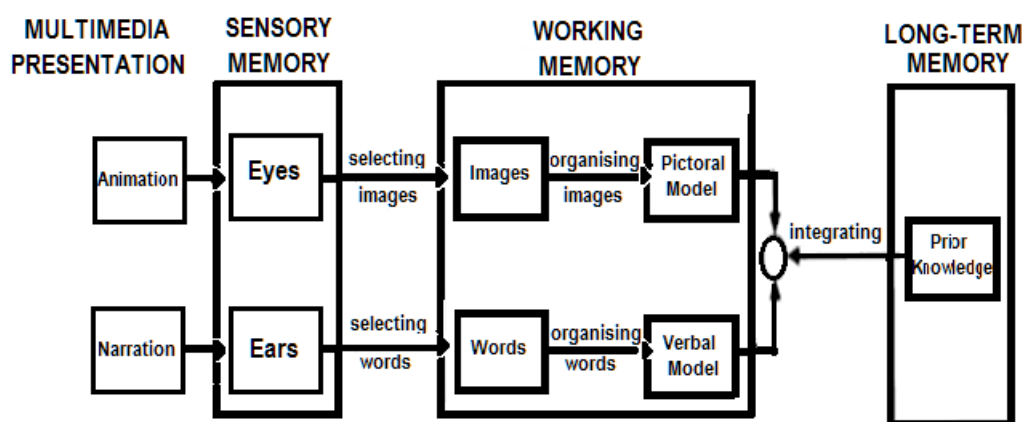 MULTIMEDIA
PRESENTATION
SENSORY
MEMORY
WORKING
MEMORY
LONG-TERM
MEMORY
Animation
Eyes
selecting
images
Images
organising
images
Pictoral
Model
integrating
Prior
Knowledge
Narration
Ears
selecting
words
Words
organising
words
Verbal
Model